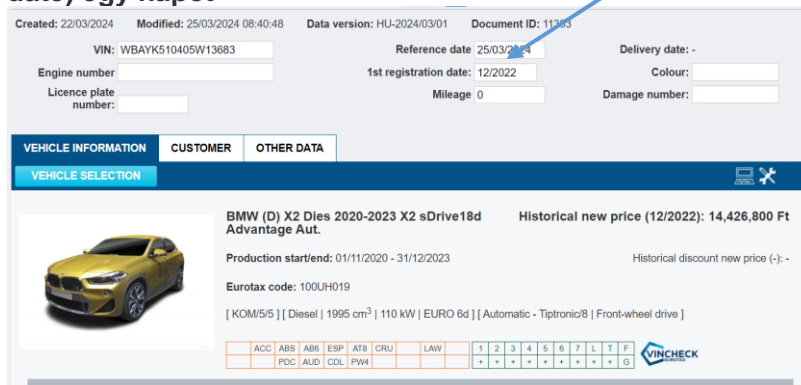 date, egy napot
Created: 22/03/2024 Modified: 25/03/2024 08:40:48 Data version: HU-2024/03/01 Document ID: 11393
VIN: WBAYK510405W13683 Reference date 25/03/2024 Delivery date: -
Engine number 1st registration date: 12/2022 Colour:
Licence plate number: Mileage 0 Damage number:
VEHICLE INFORMATION CUSTOMER OTHER DATA
VEHICLE SELECTION
BMW (D) X2 Dies 2020-2023 X2 sDrive18d Historical new price (12/2022): 14,426,800 Ft
Advantage Aut.
Production start/end: 01/11/2020 - 31/12/2023 Historical discount new price (-): -
Eurotax code: 100UH019
[ KOM/5/5 ] [ Diesel | 1995 cm³ | 110 kW | EURO 6d ] [ Automatic - Tiptronic/8 | Front-wheel drive ]
ACC ABS AB6 ESP AT8 CRU LAW 1 2 3 4 5 6 7 L T F
PDC AUD CDL PW4 + + + + + + + + + G
VINCHECK
EUROTAX